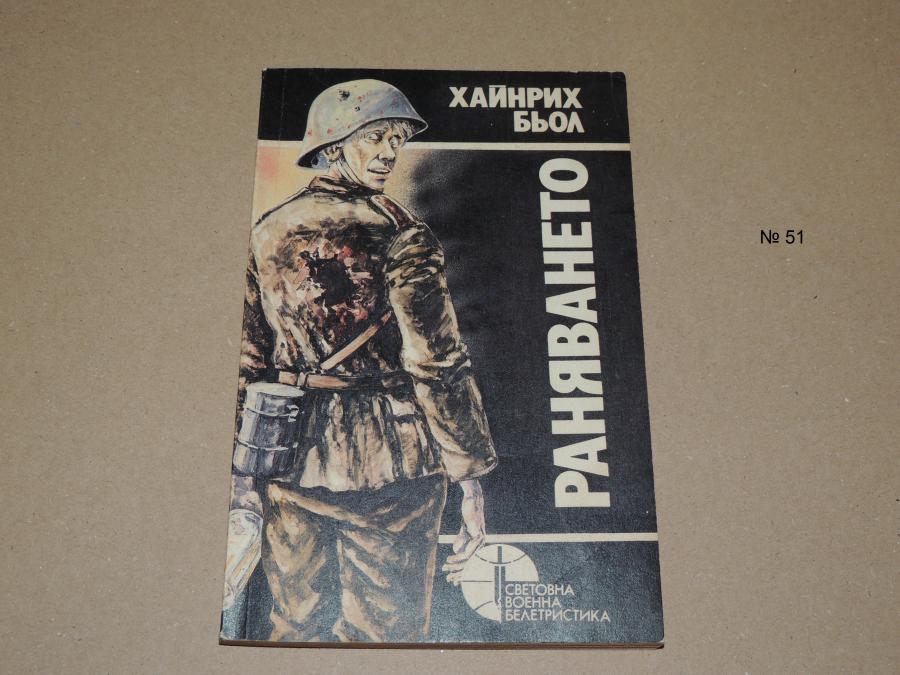 ХАЙНРИХ
БЬОЛ
РАНЯВАНЕТО
СВЕТОВНА
ВОЕННА
БЕЛЕТРИСТИКА
№ 51